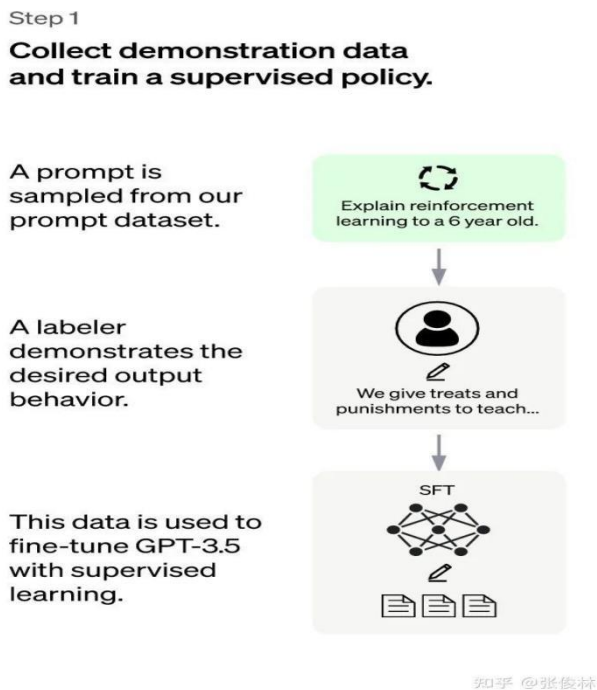 Step 1
Collect demonstration data
and train a supervised policy.
A prompt is
sampled from our
prompt dataset.
Explain reinforcement
learning to a 6 year old.
A labeler
demonstrates the
desired output
behavior.
We give treats and
punishments to teach...
SFT
This data is used to
fine-tune GPT-3.5
with supervised
learning.
知乎 @张俊林